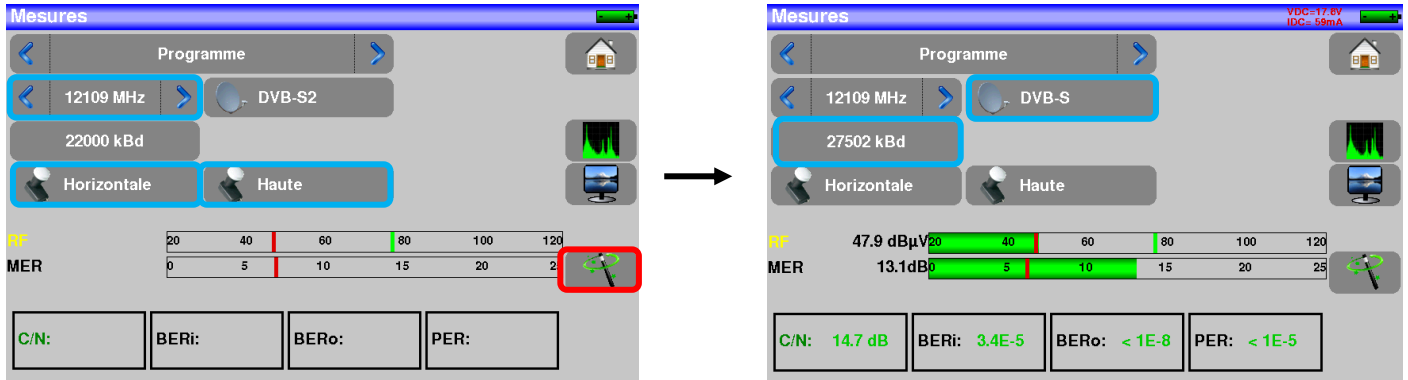 Mesures
Programme
12109 MHz DVB-S2
22000 kBd
Horizontale Haute
RF 20 40 60 80 100 120
MER 0 5 10 15 20 2
C/N: BERi: BERo: PER:
Mesures VDC=17.8V
IDC= 59mA
Programme
12109 MHz DVB-S
27502 kBd
Horizontale Haute
RF 47.9 dBµV 20 40 60 80 100 120
MER 13.1dB 0 5 10 15 20 25
C/N: 14.7 dB BERi: 3.4E-5 BERo: < 1E-8 PER: < 1E-5